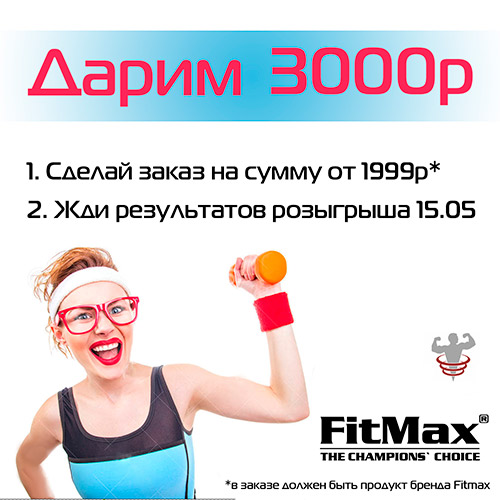 Дарим 3000р
1. Сделай заказ на сумму от 1999р*
2. Жди результатов розыгрыша 15.05
FitMax®
THE CHAMPIONS' CHOICE
*в заказе должен быть продукт бренда Fitmax